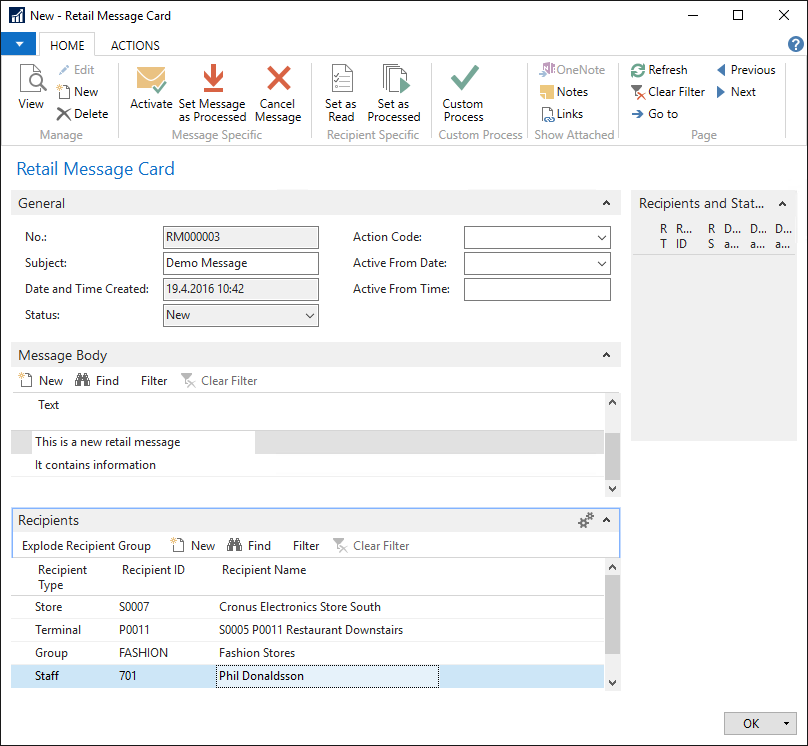 New - Retail Message Card
HOME ACTIONS
View
Edit
New
Delete
Manage
Activate
Set Message as Processed
Cancel Message
Message Specific
Set as Read
Set as Processed
Recipient Specific
Custom Process
Custom Process
OneNote
Notes
Links
Show Attached
Refresh
Clear Filter
Go to
Previous
Next
Page
Retail Message Card
General
No.: RM000003
Subject: Demo Message
Date and Time Created: 19.4.2016 10:42
Status: New
Action Code:
Active From Date:
Active From Time:
Message Body
New Find Filter Clear Filter
Text
This is a new retail message
It contains information
Recipients
Explode Recipient Group New Find Filter Clear Filter
Recipient Type Recipient ID Recipient Name
Store S0007 Cronus Electronics Store South
Terminal P0011 S0005 P0011 Restaurant Downstairs
Group FASHION Fashion Stores
Staff 701 Phil Donaldsson
Recipients and Stat...
R R... R D... D... D...
T ID S a... a... a...
OK